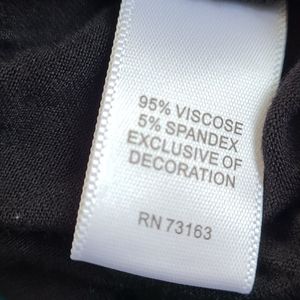 95% VISCOSE
5% SPANDEX
EXCLUSIVE OF
DECORATION
RN 73163